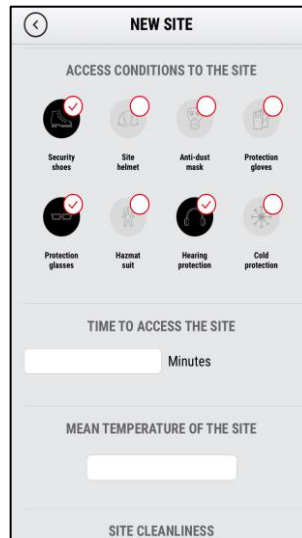 NEW SITE
ACCESS CONDITIONS TO THE SITE
Security shoes
Site helmet
Anti-dust mask
Protection gloves
Protection glasses
Hazmat suit
Hearing protection
Cold protection
TIME TO ACCESS THE SITE
Minutes
MEAN TEMPERATURE OF THE SITE
SITE CLEANLINESS